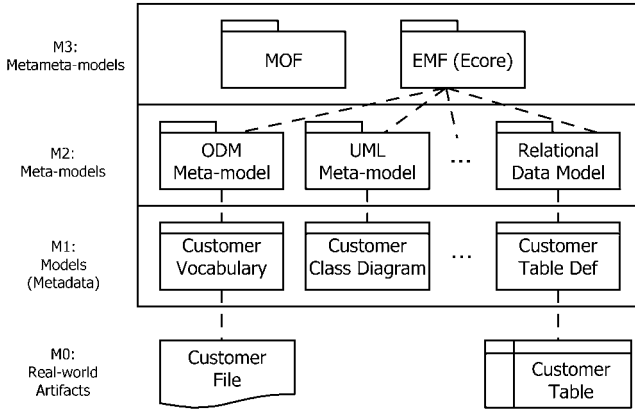 M3:
Metameta-models
MOF
EMF (Ecore)
M2:
Meta-models
ODM
Meta-model
UML
Meta-model
...
Relational
Data Model
M1:
Models
(Metadata)
Customer
Vocabulary
Customer
Class Diagram
...
Customer
Table Def
M0:
Real-world
Artifacts
Customer
File
Customer
Table